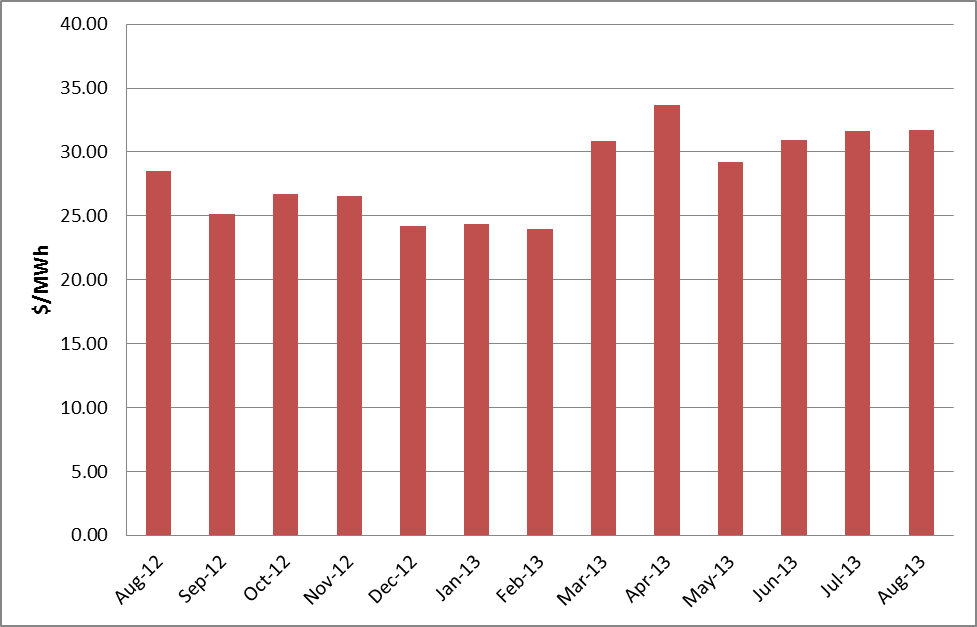 40.00
35.00
30.00
25.00
20.00
15.00
10.00
5.00
0.00
$/MWh
Aug-12
Sep-12
Oct-12
Nov-12
Dec-12
Jan-13
Feb-13
Mar-13
Apr-13
May-13
Jun-13
Jul-13
Aug-13